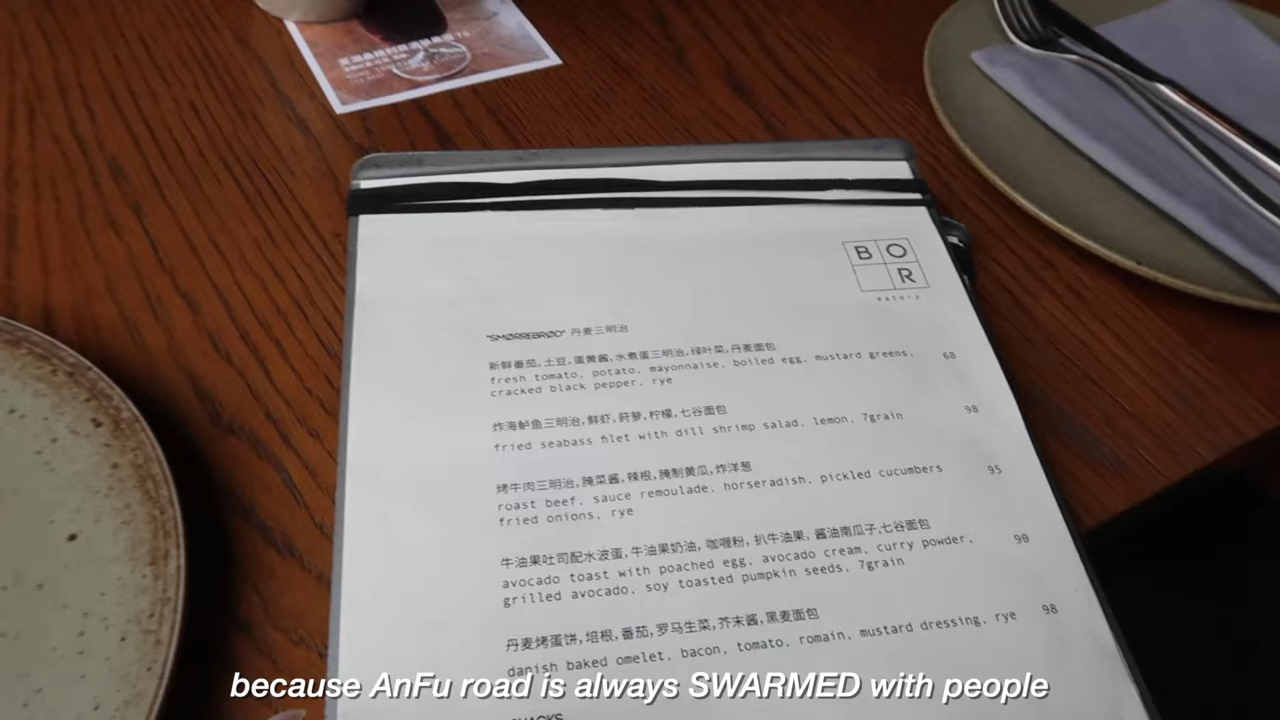 B O
R
eatery
"SMØRREBRØD" 丹麦三明治
新鲜番茄,土豆,蛋黄酱,水煮蛋三明治,绿叶菜,丹麦面包
fresh tomato, potato, mayonnaise, boiled egg, mustard greens, 68
cracked black pepper, rye
炸海鲈鱼三明治,鲜虾,莳萝,柠檬,七谷面包
fried seabass filet with dill shrimp salad, lemon, 7grain 98
烤牛肉三明治,腌菜酱,辣根,腌制黄瓜,炸洋葱
roast beef, sauce remoulade, horseradish, pickled cucumbers 95
fried onions, rye
牛油果吐司配水波蛋,牛油果奶油,咖喱粉,扒牛油果,酱油南瓜子,七谷面包
avocado toast with poached egg, avocado cream, curry powder, 90
grilled avocado, soy toasted pumpkin seeds, 7grain
丹麦烤蛋饼,培根,番茄,罗马生菜,芥末酱,黑麦面包
danish baked omelet, bacon, tomato, romain, mustard dressing, rye 98
because AnFu road is always SWARMED with people
SNACKS